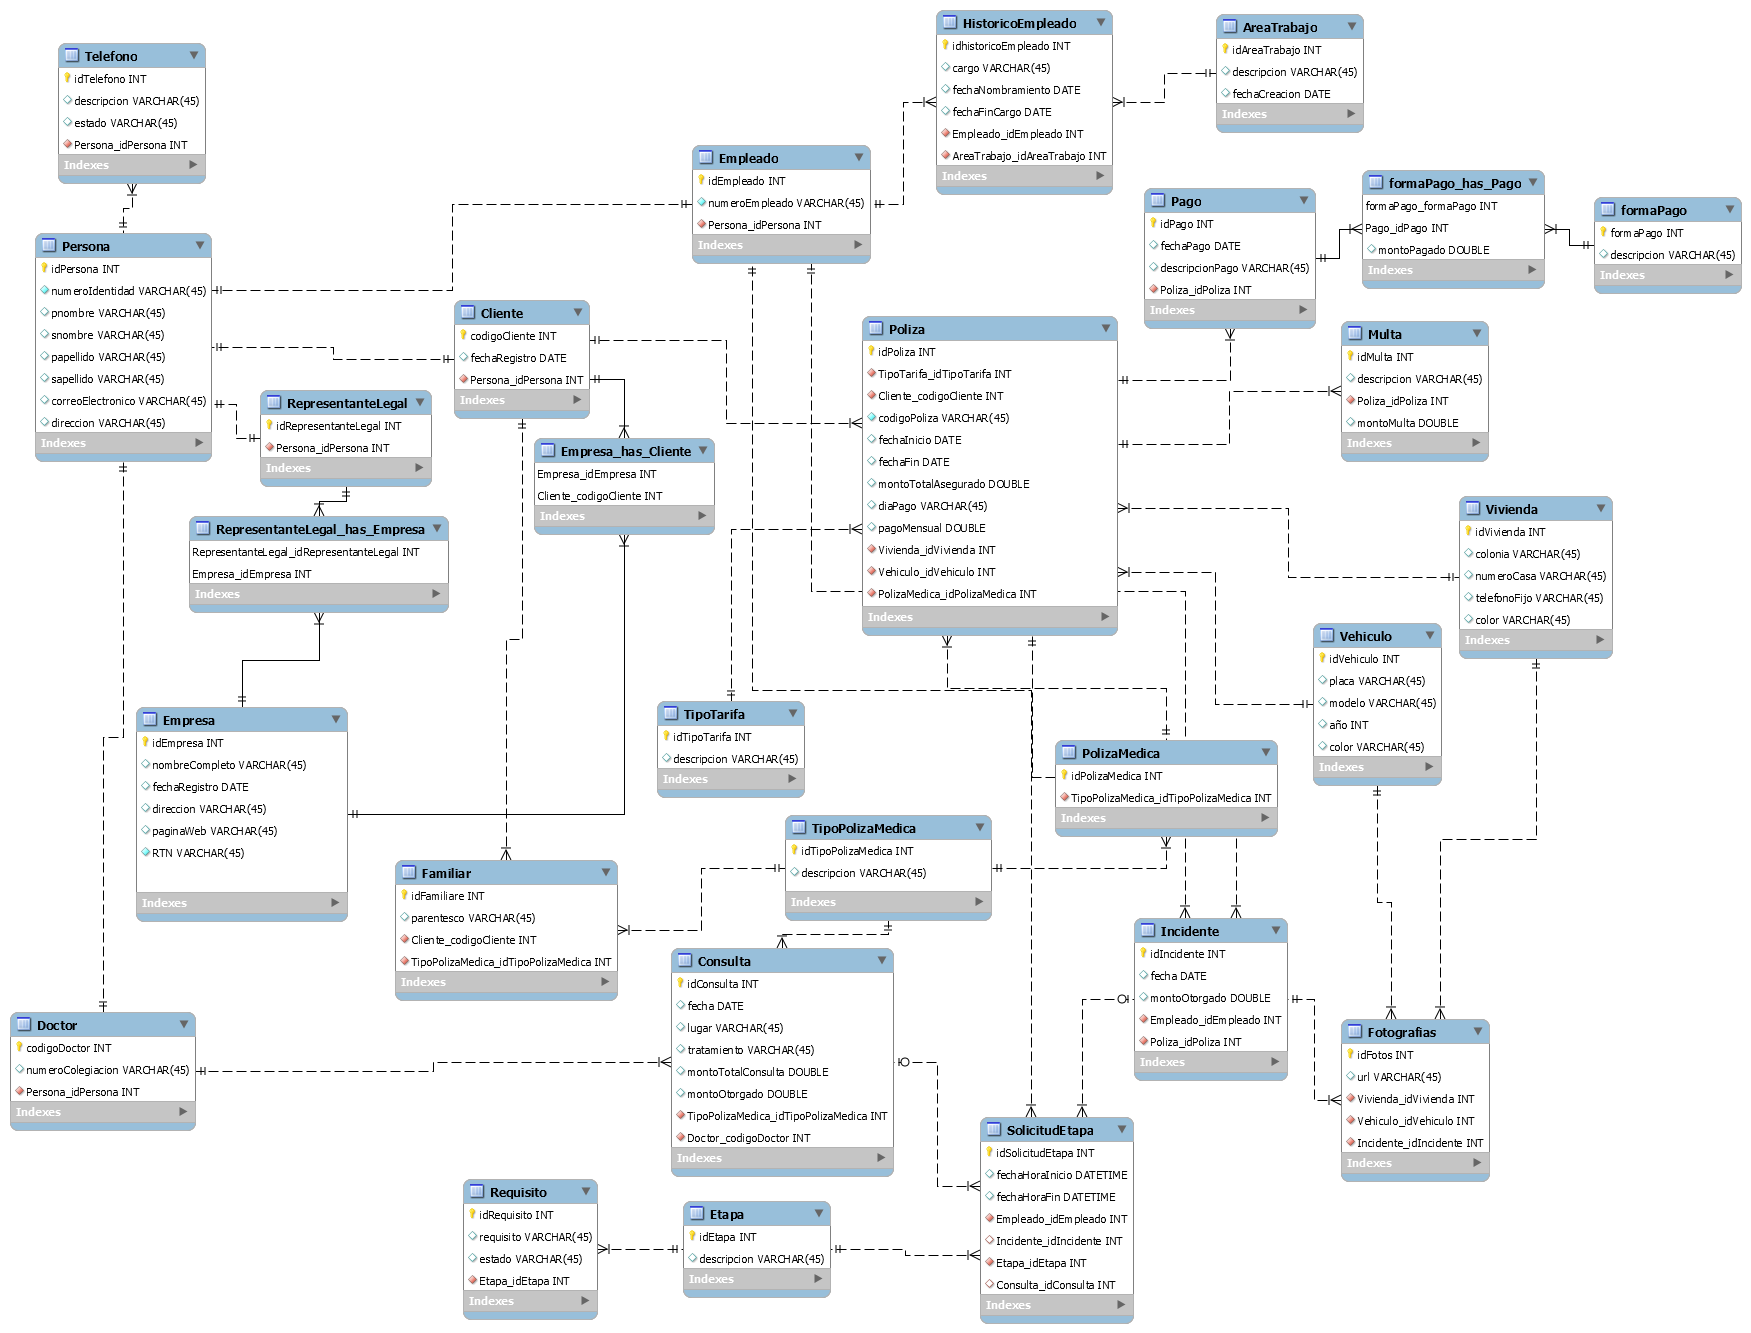 Telefono
idTelefono INT
descripcion VARCHAR(45)
estado VARCHAR(45)
Persona_idPersona INT
Indexes
Persona
idPersona INT
numeroIdentidad VARCHAR(45)
pnombre VARCHAR(45)
snombre VARCHAR(45)
papellido VARCHAR(45)
sapellido VARCHAR(45)
correoElectronico VARCHAR(45)
direccion VARCHAR(45)
Indexes
RepresentanteLegal
idRepresentanteLegal INT
Persona_idPersona INT
Indexes
RepresentanteLegal_has_Empresa
RepresentanteLegal_idRepresentanteLegal INT
Empresa_idEmpresa INT
Indexes
Empresa
idEmpresa INT
nombreCompleto VARCHAR(45)
fechaRegistro DATE
direccion VARCHAR(45)
paginaWeb VARCHAR(45)
RTN VARCHAR(45)
Indexes
Doctor
codigoDoctor INT
numeroColegiacion VARCHAR(45)
Persona_idPersona INT
Indexes
Empleado
idEmpleado INT
numeroEmpleado VARCHAR(45)
Persona_idPersona INT
Indexes
Cliente
codigoCliente INT
fechaRegistro DATE
Persona_idPersona INT
Indexes
Empresa_has_Cliente
Empresa_idEmpresa INT
Cliente_codigoCliente INT
Indexes
HistoricoEmpleado
idhistoricoEmpleado INT
cargo VARCHAR(45)
fechaNombramiento DATE
fechaFinCargo DATE
Empleado_idEmpleado INT
AreaTrabajo_idAreaTrabajo INT
Indexes
AreaTrabajo
idAreaTrabajo INT
descripcion VARCHAR(45)
fechaCreacion DATE
Indexes
Pago
idPago INT
fechaPago DATE
descripcionPago VARCHAR(45)
Poliza_idPoliza INT
Indexes
formaPago_has_Pago
formaPago_formaPago INT
Pago_idPago INT
montoPagado DOUBLE
Indexes
formaPago
formaPago INT
descripcion VARCHAR(45)
Indexes
Poliza
idPoliza INT
TipoTarifa_idTipoTarifa INT
Cliente_codigoCliente INT
codigoPoliza VARCHAR(45)
fechaInicio DATE
fechaFin DATE
montoTotalAsegurado DOUBLE
diaPago VARCHAR(45)
pagoMensual DOUBLE
Vivienda_idVivienda INT
Vehiculo_idVehiculo INT
PolizaMedica_idPolizaMedica INT
Indexes
Multa
idMulta INT
descripcion VARCHAR(45)
Poliza_idPoliza INT
montoMulta DOUBLE
Indexes
Vivienda
idVivienda INT
colonia VARCHAR(45)
numeroCasa VARCHAR(45)
telefonoFijo VARCHAR(45)
color VARCHAR(45)
Indexes
Vehiculo
idVehiculo INT
placa VARCHAR(45)
modelo VARCHAR(45)
año INT
color VARCHAR(45)
Indexes
TipoTarifa
idTipoTarifa INT
descripcion VARCHAR(45)
Indexes
PolizaMedica
idPolizaMedica INT
TipoPolizaMedica_idTipoPolizaMedica INT
Indexes
TipoPolizaMedica
idTipoPolizaMedica INT
descripcion VARCHAR(45)
Indexes
Familiar
idFamiliare INT
parentesco VARCHAR(45)
Cliente_codigoCliente INT
TipoPolizaMedica_idTipoPolizaMedica INT
Indexes
Consulta
idConsulta INT
fecha DATE
lugar VARCHAR(45)
tratamiento VARCHAR(45)
montoTotalConsulta DOUBLE
montoOtorgado DOUBLE
TipoPolizaMedica_idTipoPolizaMedica INT
Doctor_codigoDoctor INT
Indexes
Incidente
idIncidente INT
fecha DATE
montoOtorgado DOUBLE
Empleado_idEmpleado INT
Poliza_idPoliza INT
Indexes
Fotografias
idFotos INT
url VARCHAR(45)
Vivienda_idVivienda INT
Vehiculo_idVehiculo INT
Incidente_idIncidente INT
Indexes
SolicitudEtapa
idSolicitudEtapa INT
fechaHoraInicio DATETIME
fechaHoraFin DATETIME
Empleado_idEmpleado INT
Incidente_idIncidente INT
Etapa_idEtapa INT
Consulta_idConsulta INT
Indexes
Requisito
idRequisito INT
requisito VARCHAR(45)
estado VARCHAR(45)
Etapa_idEtapa INT
Indexes
Etapa
idEtapa INT
descripcion VARCHAR(45)
Indexes